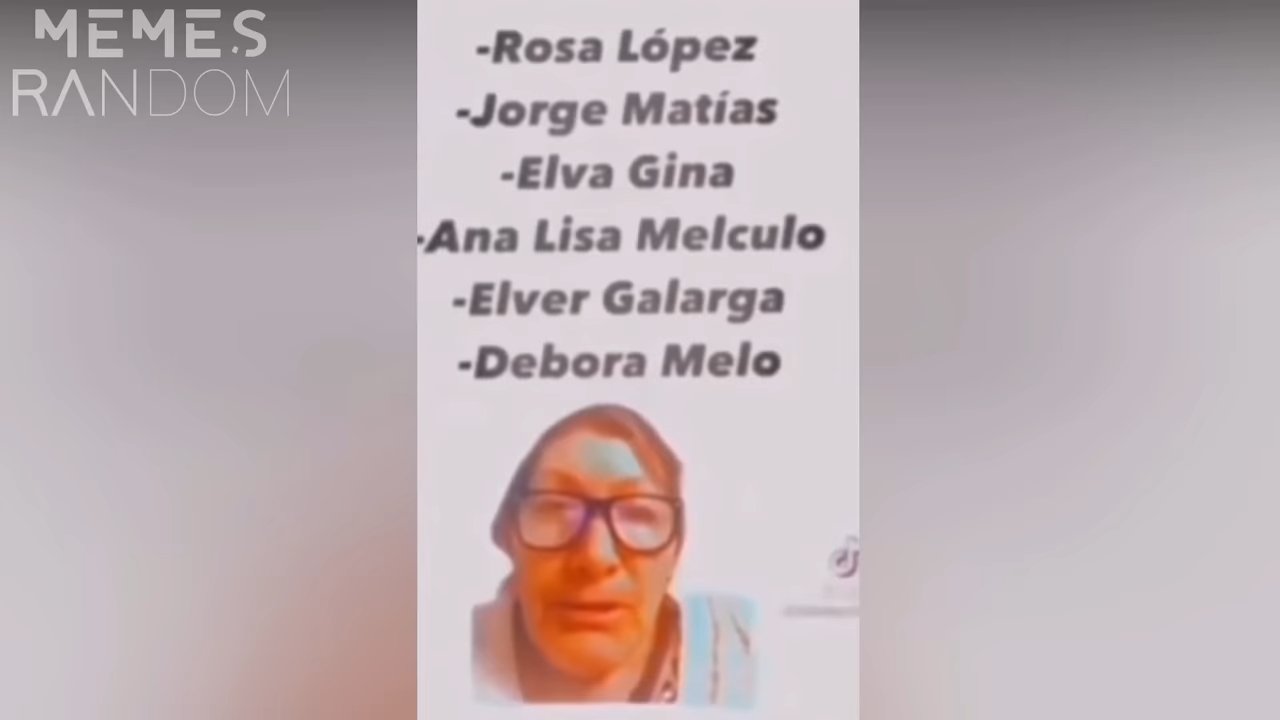 MEMES
RANDOM
-Rosa López
-Jorge Matías
-Elva Gina
-Ana Lisa Melculo
-Elver Galarga
-Debora Melo